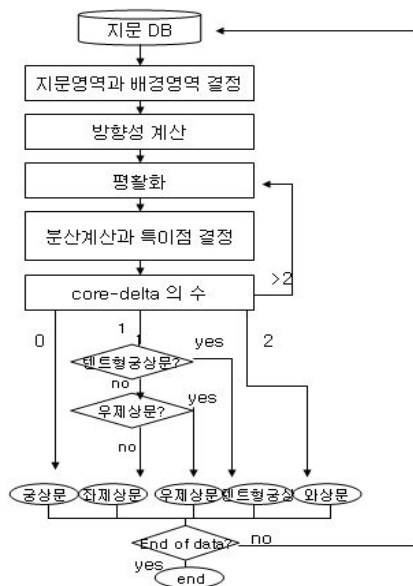 지문 DB
지문영역과 배경영역 결정
방향성 계산
평활화
분산계산과 특이점 결정
>2
core-delta 의 수
0
1
2
텐트형궁상문?
yes
no
우제상문?
yes
no
궁상문
좌제상문
우제상문
텐트형궁상
와상문
End of data?
no
yes
end